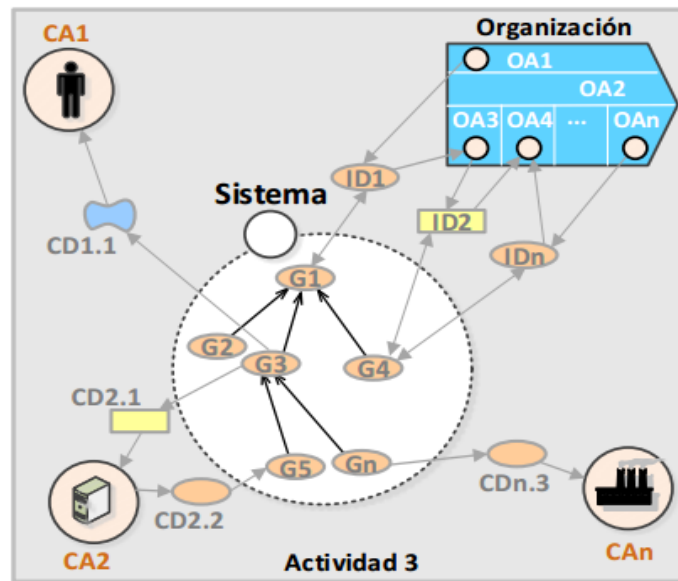 CA1
Organización
OA1
OA2
OA3 OA4 ... OAn
ID1
Sistema
ID2
CD1.1
IDn
G1
G2
G3
G4
CD2.1
G5
Gn
CD2.2
CDn.3
CA2
Actividad 3
CAn